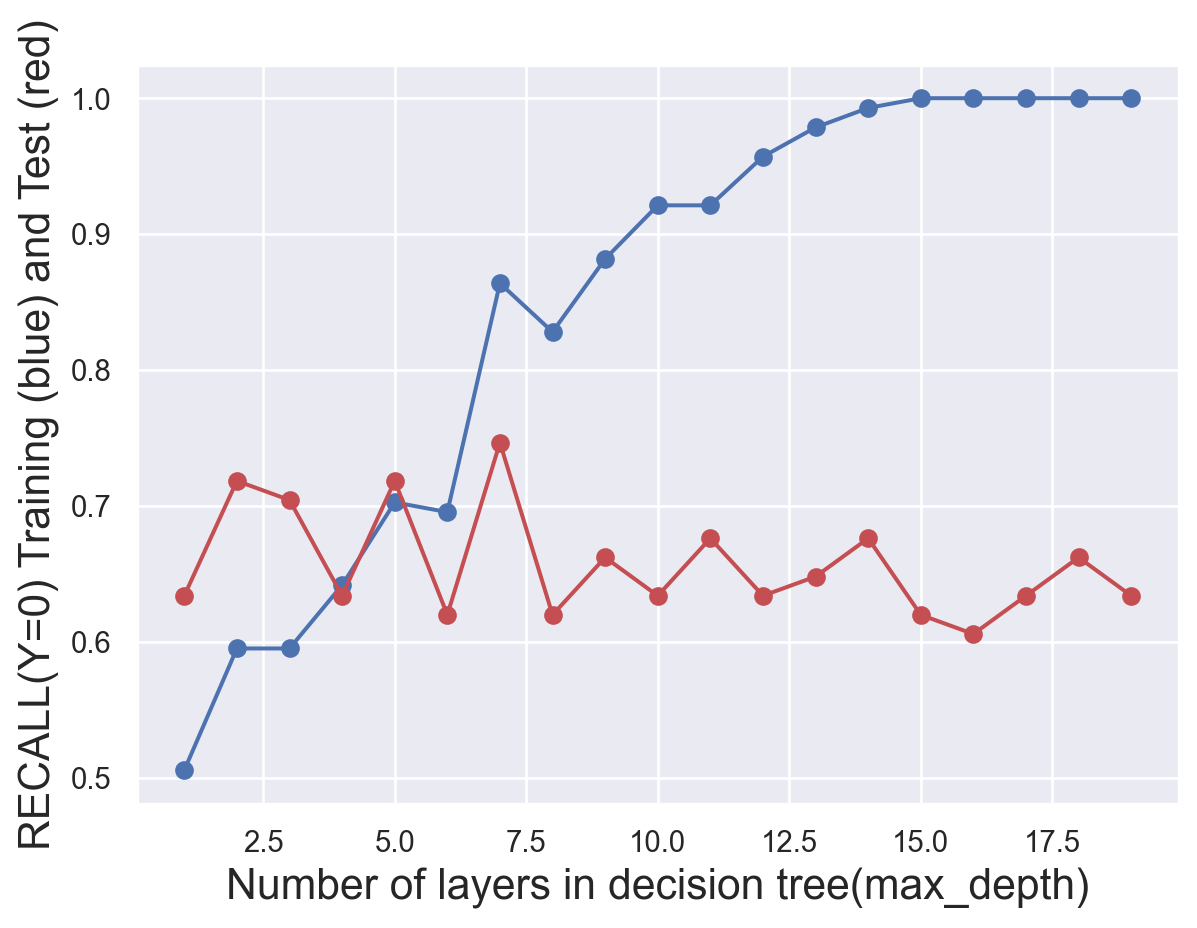 RECALL(Y=0) Training (blue) and Test (red)
1.0
0.9
0.8
0.7
0.6
0.5
2.5 5.0 7.5 10.0 12.5 15.0 17.5
Number of layers in decision tree(max_depth)